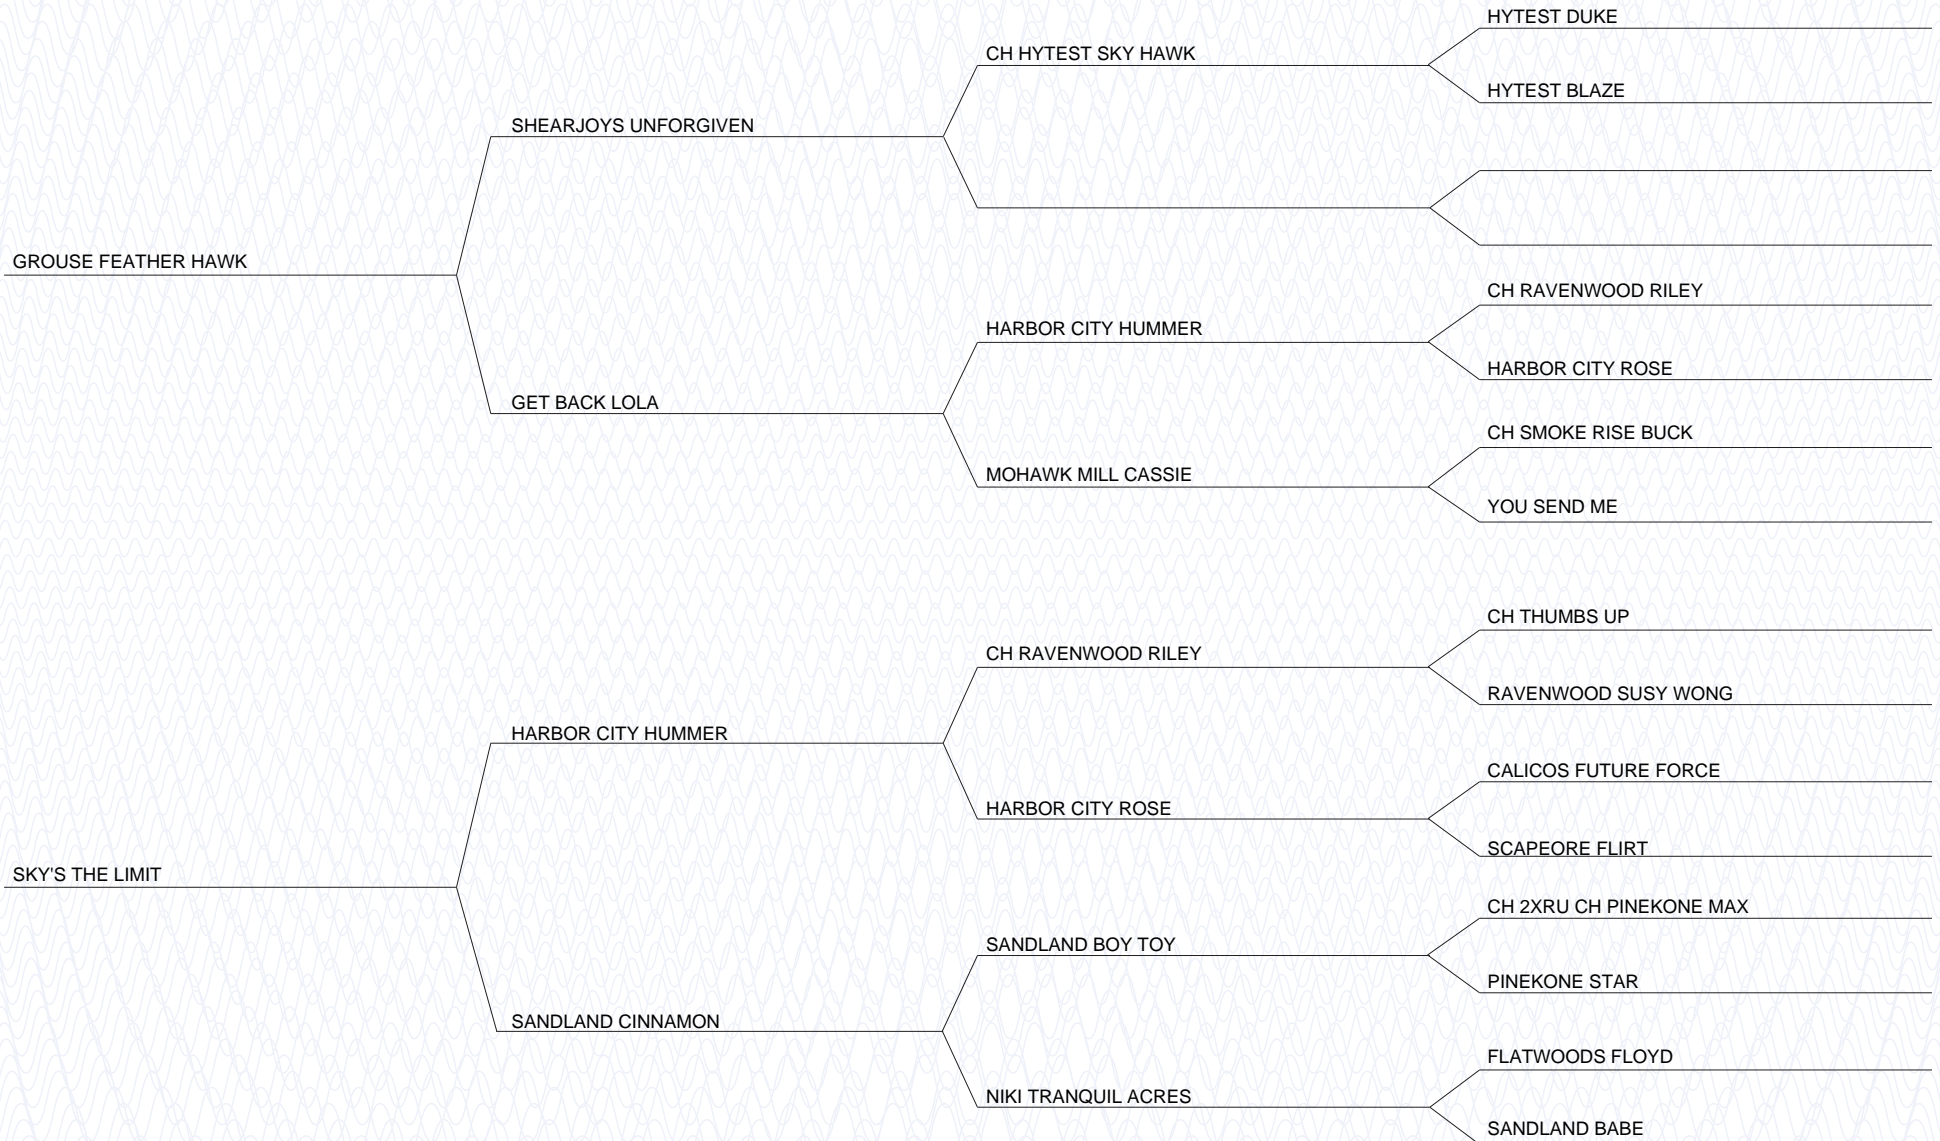 HYTEST DUKE
CH HYTEST SKY HAWK
HYTEST BLAZE
SHEARJOYS UNFORGIVEN
GROUSE FEATHER HAWK
CH RAVENWOOD RILEY
HARBOR CITY HUMMER
HARBOR CITY ROSE
GET BACK LOLA
CH SMOKE RISE BUCK
MOHAWK MILL CASSIE
YOU SEND ME
CH THUMBS UP
CH RAVENWOOD RILEY
RAVENWOOD SUSY WONG
HARBOR CITY HUMMER
CALICOS FUTURE FORCE
HARBOR CITY ROSE
SCAPEORE FLIRT
SKY'S THE LIMIT
CH 2XRU CH PINEKONE MAX
SANDLAND BOY TOY
PINEKONE STAR
SANDLAND CINNAMON
FLATWOODS FLOYD
NIKI TRANQUIL ACRES
SANDLAND BABE